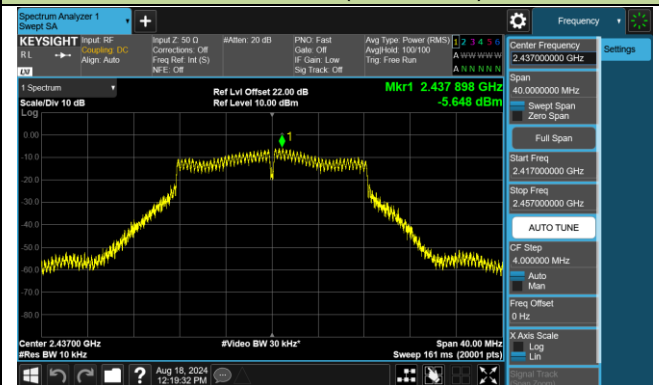 Spectrum Analyzer 1
Swept SA
+
Frequency
KEYSIGHT
RL
LXI
Input: RF
Coupling: DC
Align: Auto
Input Z: 50 Ω
Corrections: Off
Freq Ref: Int (S)
NFE: Off
#Atten: 20 dB
PNO: Fast
Gate: Off
IF Gain: Low
Sig Track: Off
Avg Type: Power (RMS)
Avg|Hold: 100/100
Trig: Free Run
1 2 3 4 5 6
A W W W W W
A N N N N N
Center Frequency
2.437000000 GHz
Settings
Span
40.0000000 MHz
Swept Span
Zero Span
Full Span
Start Freq
2.417000000 GHz
Stop Freq
2.457000000 GHz
AUTO TUNE
CF Step
4.000000 MHz
Auto
Man
Freq Offset
0 Hz
X Axis Scale
Log
Lin
Signal Track
(Span Zoom)
1 Spectrum
Scale/Div 10 dB
Log
Ref Lvl Offset 22.00 dB
Ref Level 10.00 dBm
Mkr1 2.437 898 GHz
-5.648 dBm
1
0.00
-10.0
-20.0
-30.0
-40.0
-50.0
-60.0
-70.0
-80.0
Center 2.43700 GHz
#Res BW 10 kHz
#Video BW 30 kHz*
Span 40.00 MHz
Sweep 161 ms (20001 pts)
?
Aug 18, 2024
12:19:32 PM